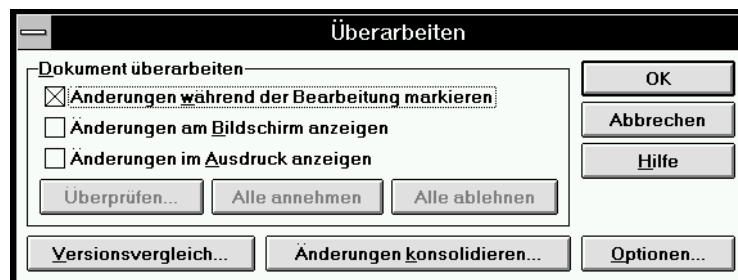 Überarbeiten
Dokument überarbeiten
Änderungen während der Bearbeitung markieren
Änderungen am Bildschirm anzeigen
Änderungen im Ausdruck anzeigen
Überprüfen... Alle annehmen Alle ablehnen
OK
Abbrechen
Hilfe
Versionsvergleich... Änderungen konsolidieren... Optionen...